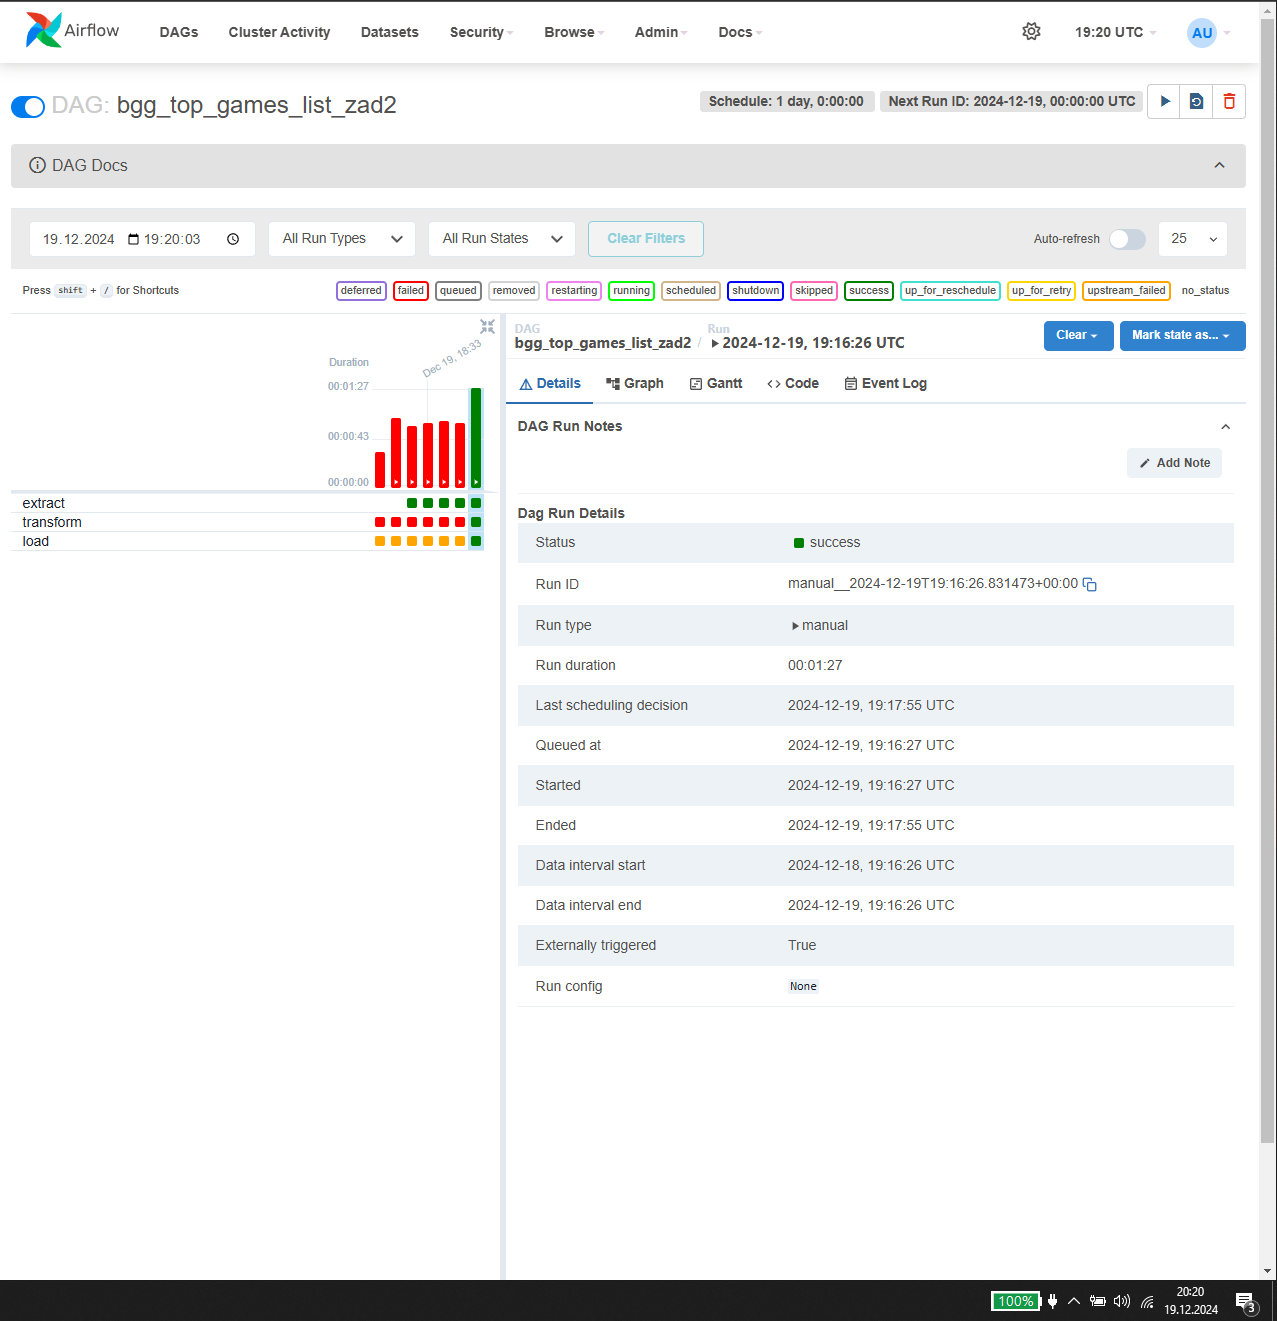 Airflow DAGs Cluster Activity Datasets Security Browse Admin Docs 19:20 UTC AU
DAG: bgg_top_games_list_zad2 Schedule: 1 day, 0:00:00 Next Run ID: 2024-12-19, 00:00:00 UTC
DAG Docs
19.12.2024 19:20:03 All Run Types All Run States Clear Filters Auto-refresh 25
Press shift + / for Shortcuts deferred failed queued removed restarting running scheduled shutdown skipped success up_for_reschedule up_for_retry upstream_failed no_status
DAG Run
bgg_top_games_list_zad2 / 2024-12-19, 19:16:26 UTC Clear Mark state as...
Dec 19, 18:33
Duration
00:01:27
00:00:43
00:00:00
extract
transform
load
Details Graph Gantt <> Code Event Log
DAG Run Notes
Add Note
Dag Run Details
Status success
Run ID manual__2024-12-19T19:16:26.831473+00:00
Run type manual
Run duration 00:01:27
Last scheduling decision 2024-12-19, 19:17:55 UTC
Queued at 2024-12-19, 19:16:27 UTC
Started 2024-12-19, 19:16:27 UTC
Ended 2024-12-19, 19:17:55 UTC
Data interval start 2024-12-18, 19:16:26 UTC
Data interval end 2024-12-19, 19:16:26 UTC
Externally triggered True
Run config None
100% 20:20
19.12.2024 3